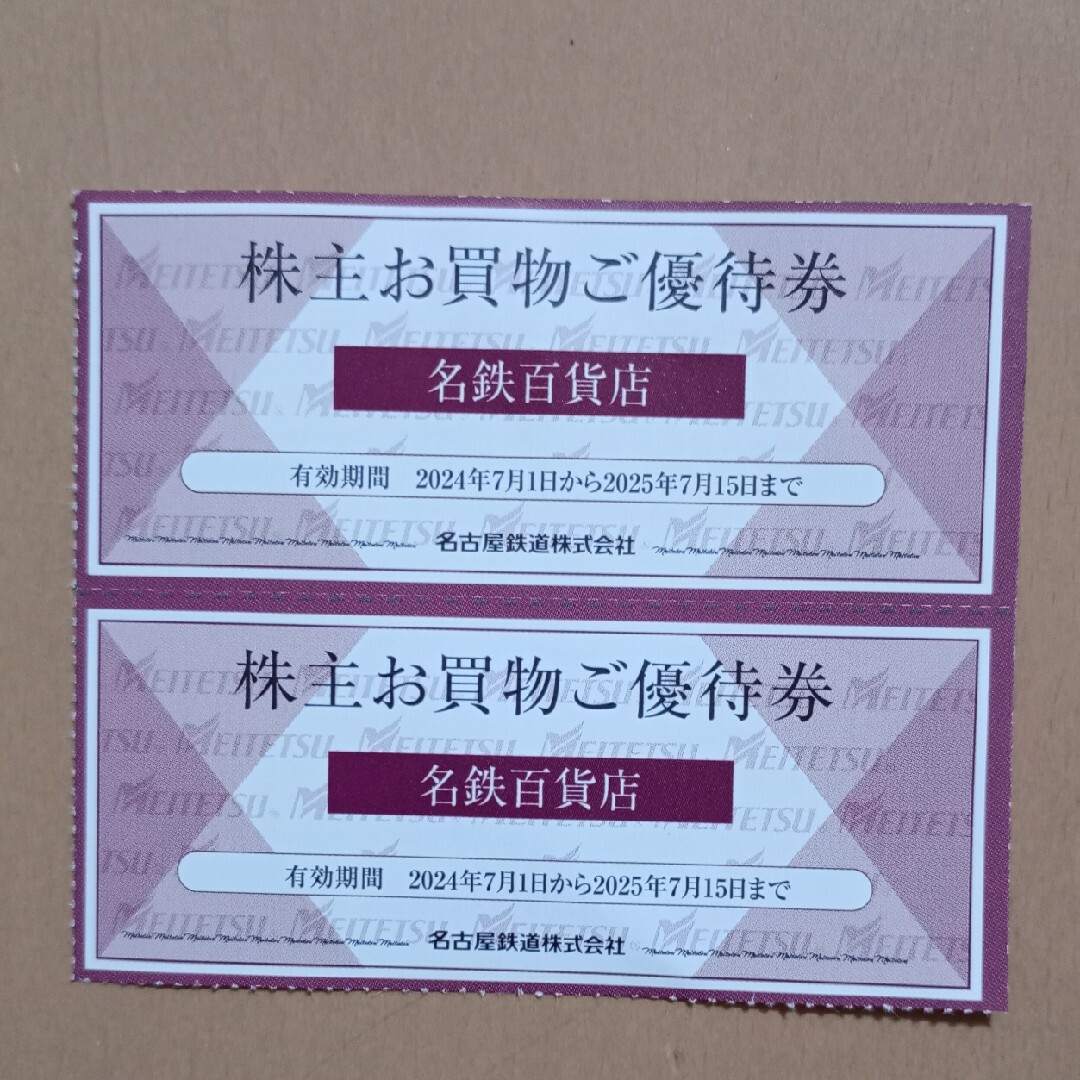 株主お買物ご優待券
名鉄百貨店
有効期間 2024年7月1日から2025年7月15日まで
名古屋鉄道株式会社
株主お買物ご優待券
名鉄百貨店
有効期間 2024年7月1日から2025年7月15日まで
名古屋鉄道株式会社